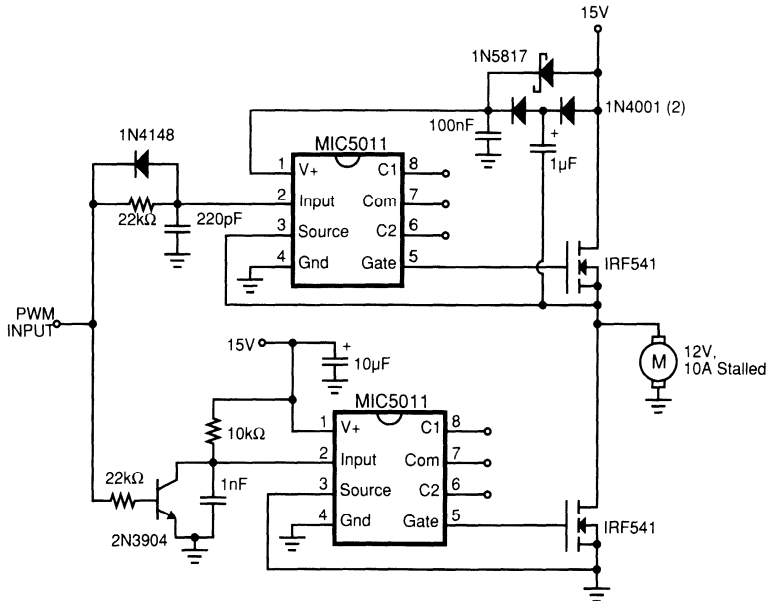 15V
1N5817
1N4001 (2)
100nF
+
1µF
1N4148
MIC5011
1 V+ C1 8
2 Input Com 7
3 Source C2 6
4 Gnd Gate 5
22kΩ
220pF
IRF541
PWM
INPUT
15V
+
10µF
M
12V,
10A Stalled
MIC5011
1 V+ C1 8
2 Input Com 7
3 Source C2 6
4 Gnd Gate 5
10kΩ
22kΩ
1nF
2N3904
IRF541